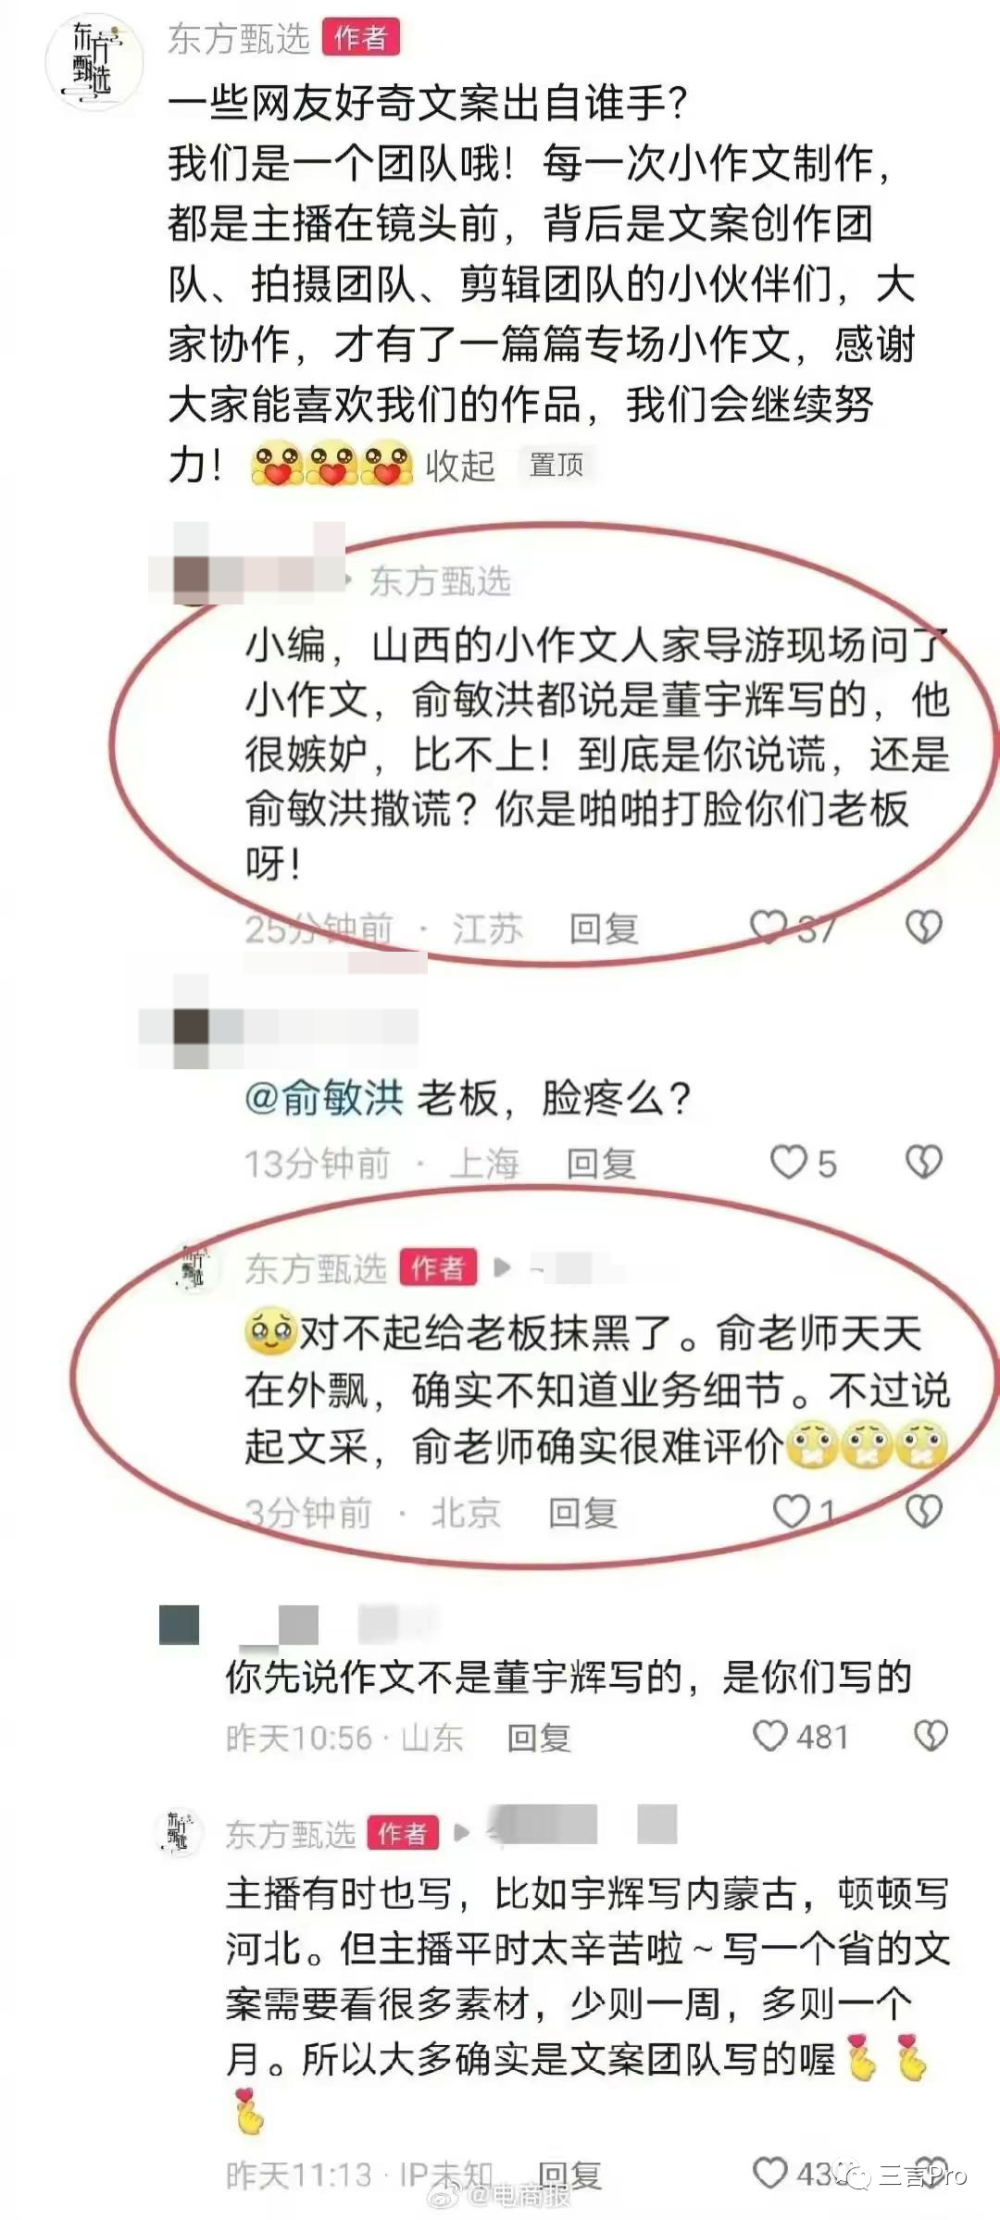 东方甄选
东方甄选 作者
一些网友好奇文案出自谁手？
我们是一个团队哦！每一次小作文制作，
都是主播在镜头前，背后是文案创作团
队、拍摄团队、剪辑团队的小伙伴们，大
家协作，才有了一篇篇专场小作文，感谢
大家能喜欢我们的作品，我们会继续努
力！ 收起 置顶
东方甄选
小编，山西的小作文人家导游现场问了
小作文，俞敏洪都说是董宇辉写的，他
很嫉妒，比不上！到底是你说谎，还是
俞敏洪撒谎？你是啪啪打脸你们老板
呀！
25分钟前 · 江苏 回复 37
@俞敏洪 老板，脸疼么？
13分钟前 · 上海 回复 5
东方甄选 作者
对不起给老板抹黑了。俞老师天天
在外飘，确实不知道业务细节。不过说
起文采，俞老师确实很难评价
3分钟前 · 北京 回复 1
你先说作文不是董宇辉写的，是你们写的
昨天10:56 · 山东 回复 481
东方甄选 作者
主播有时也写，比如宇辉写内蒙古，顿顿写
河北。但主播平时太辛苦啦～写一个省的文
案需要看很多素材，少则一周，多则一个
月。所以大多确实是文案团队写的喔
昨天11:13 · IP未知 回复
三言Pro
@电商报